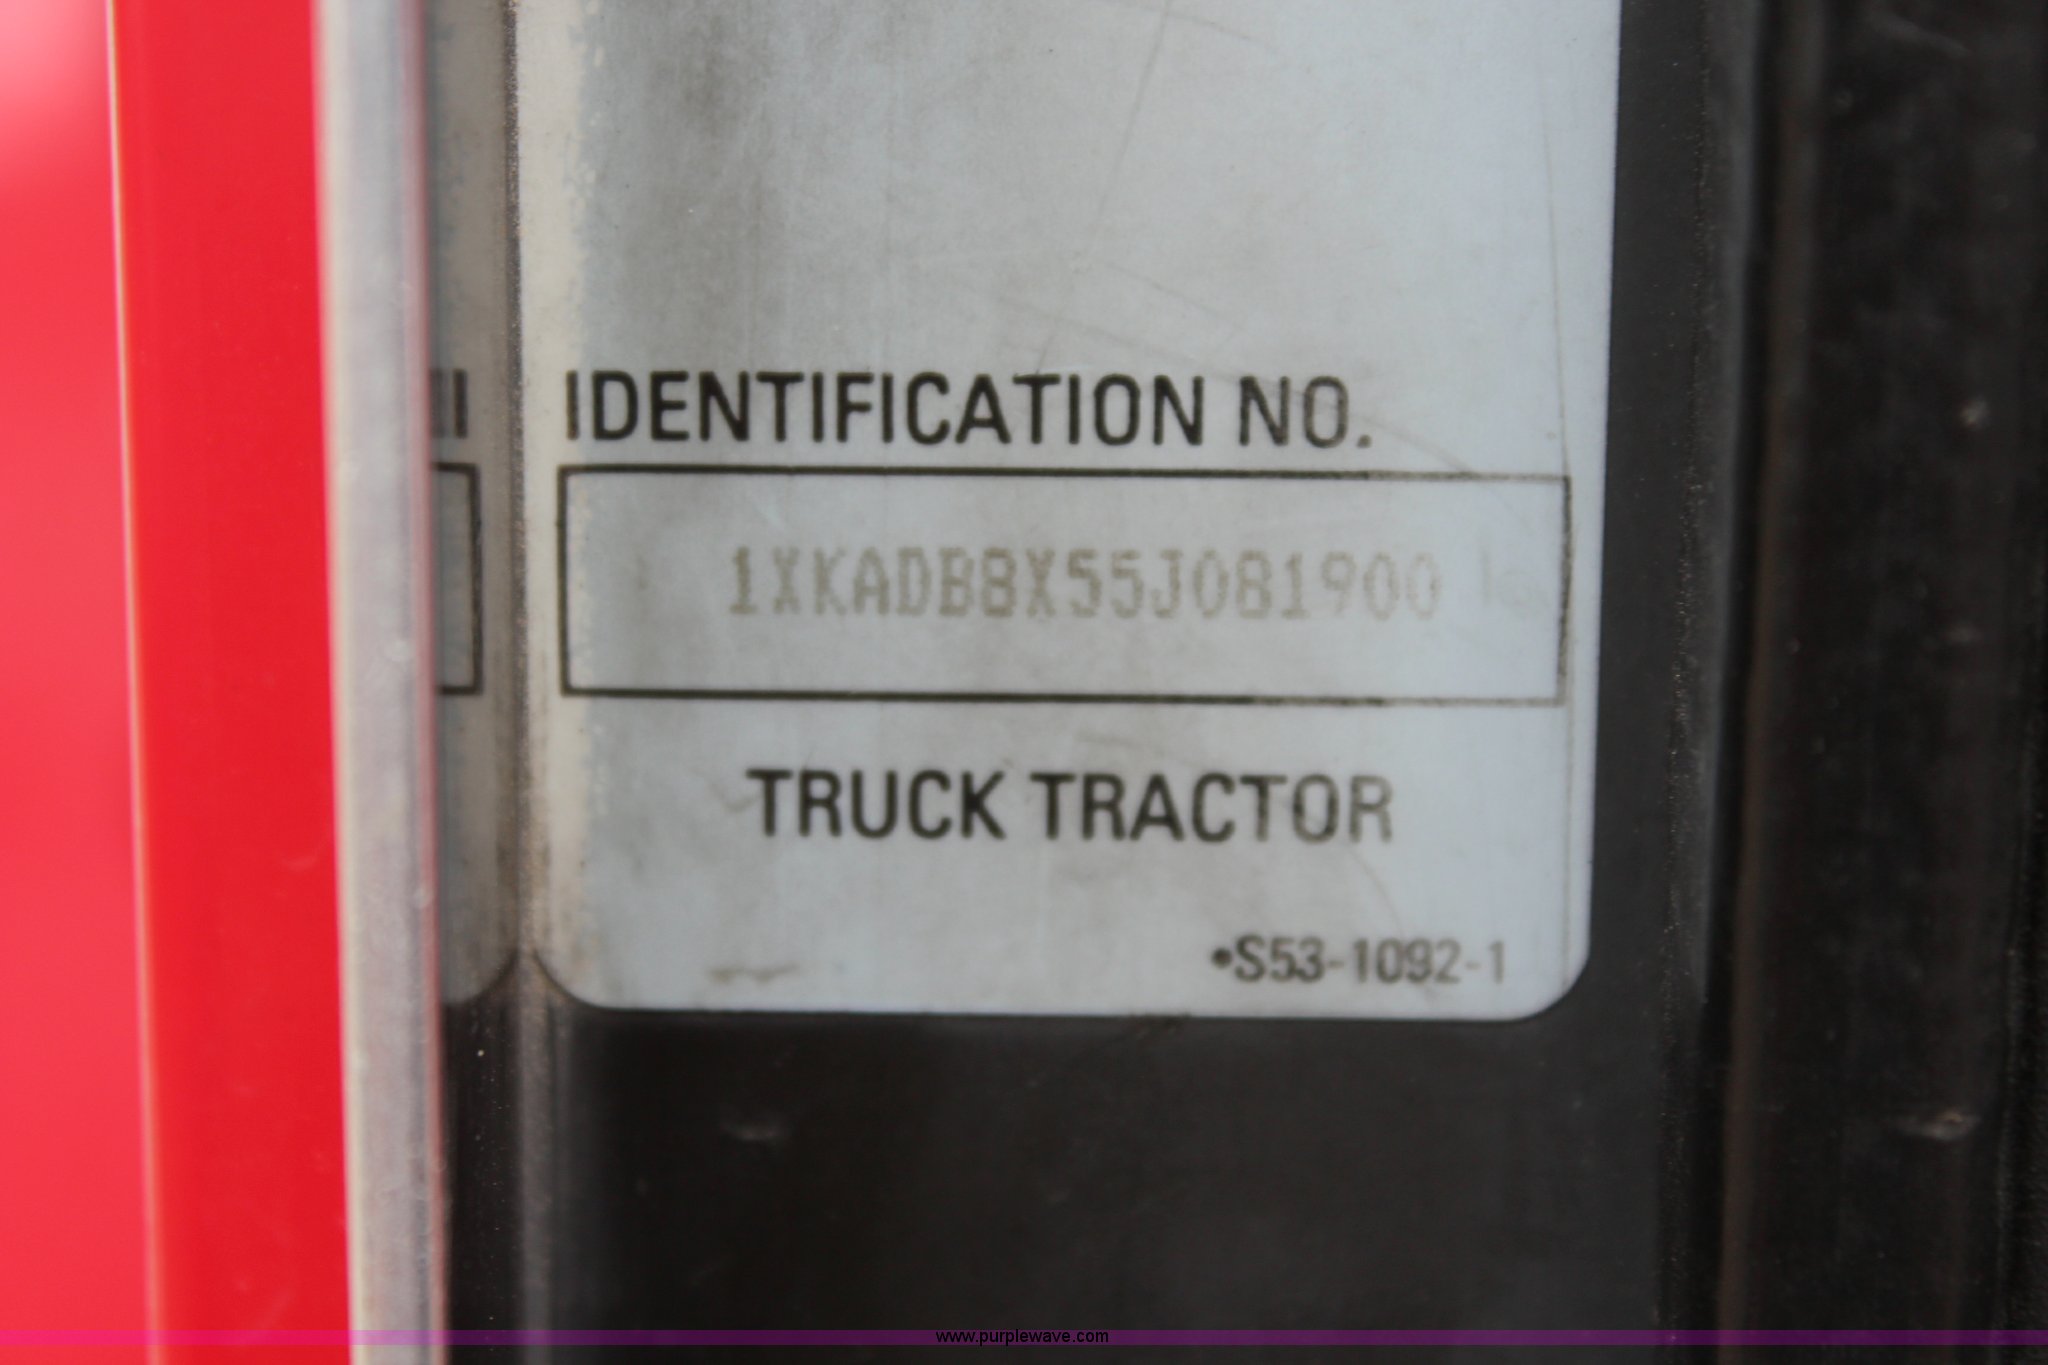 IDENTIFICATION NO.
1XKADB8X55J081900
TRUCK TRACTOR
•S53-1092-1
www.purplewave.com